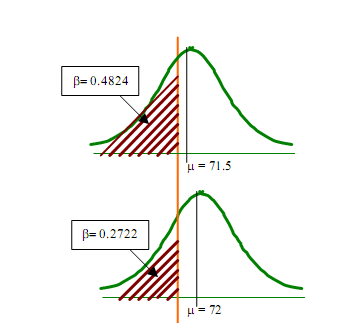 β= 0.4824
μ = 71.5
β= 0.2722
μ = 72